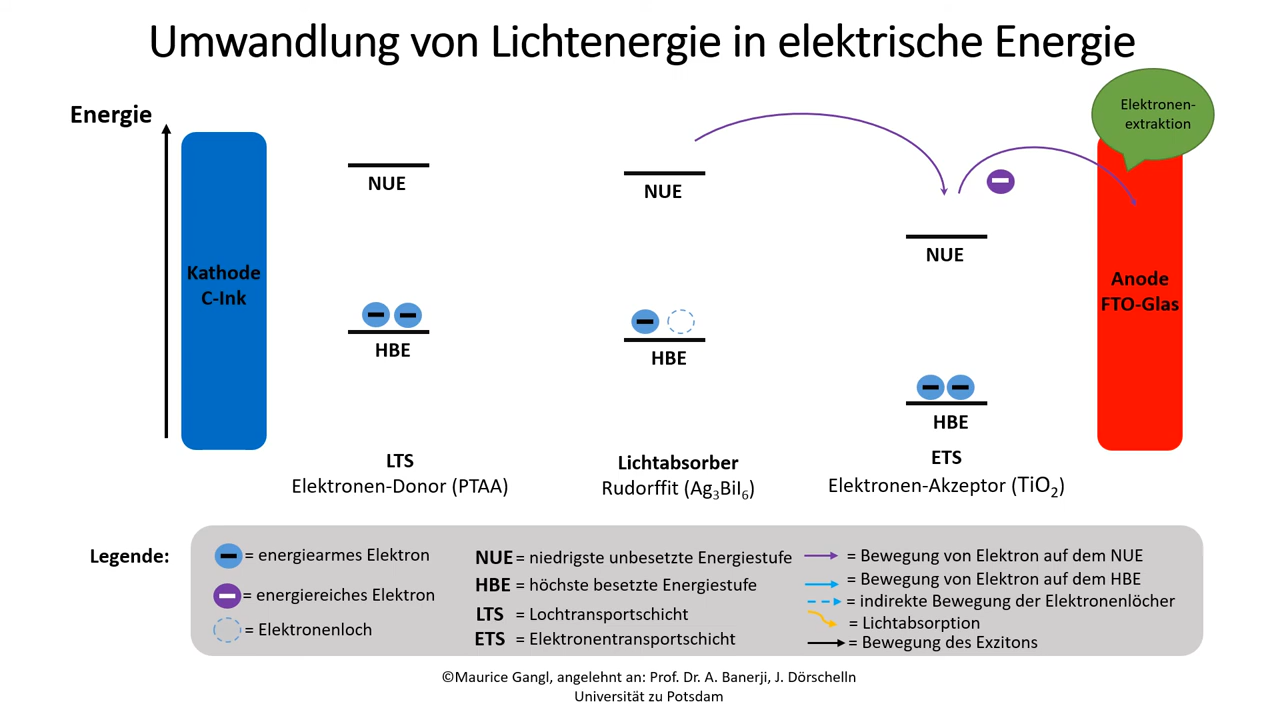 Umwandlung von Lichtenergie in elektrische Energie
Energie
Elektronen-
extraktion
Kathode
C-Ink
NUE
NUE
NUE
HBE
HBE
HBE
Anode
FTO-Glas
LTS
Elektronen-Donor (PTAA)
Lichtabsorber
Rudorffit (Ag₃BiI₆)
ETS
Elektronen-Akzeptor (TiO₂)
Legende:
= energiearmes Elektron
= energiereiches Elektron
= Elektronenloch
NUE = niedrigste unbesetzte Energiestufe
HBE = höchste besetzte Energiestufe
LTS = Lochtransportschicht
ETS = Elektronentransportschicht
= Bewegung von Elektron auf dem NUE
= Bewegung von Elektron auf dem HBE
= indirekte Bewegung der Elektronenlöcher
= Lichtabsorption
= Bewegung des Exzitons
©Maurice Gangl, angelehnt an: Prof. Dr. A. Banerji, J. Dörschelln
Universität zu Potsdam